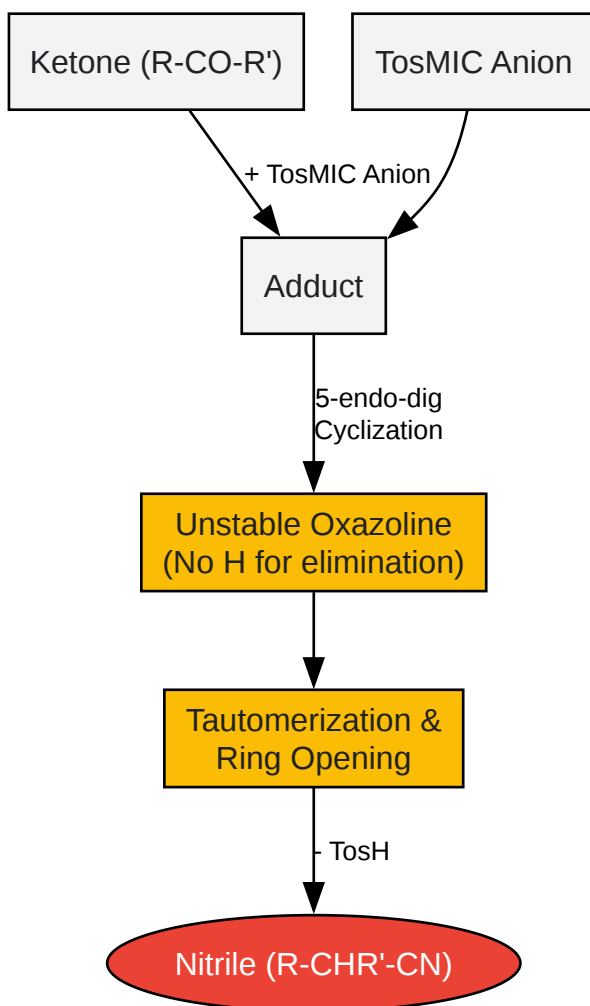 Ketone (R-CO-R')
TosMIC Anion
+ TosMIC Anion
Adduct
5-endo-dig
Cyclization
Unstable Oxazoline
(No H for elimination)
Tautomerization &
Ring Opening
- TosH
Nitrile (R-CHR'-CN)